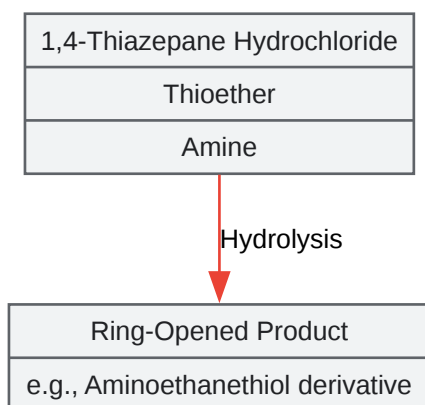 1,4-Thiazepane Hydrochloride
Thioether
Amine
Hydrolysis
Ring-Opened Product
e.g., Aminoethanethiol derivative